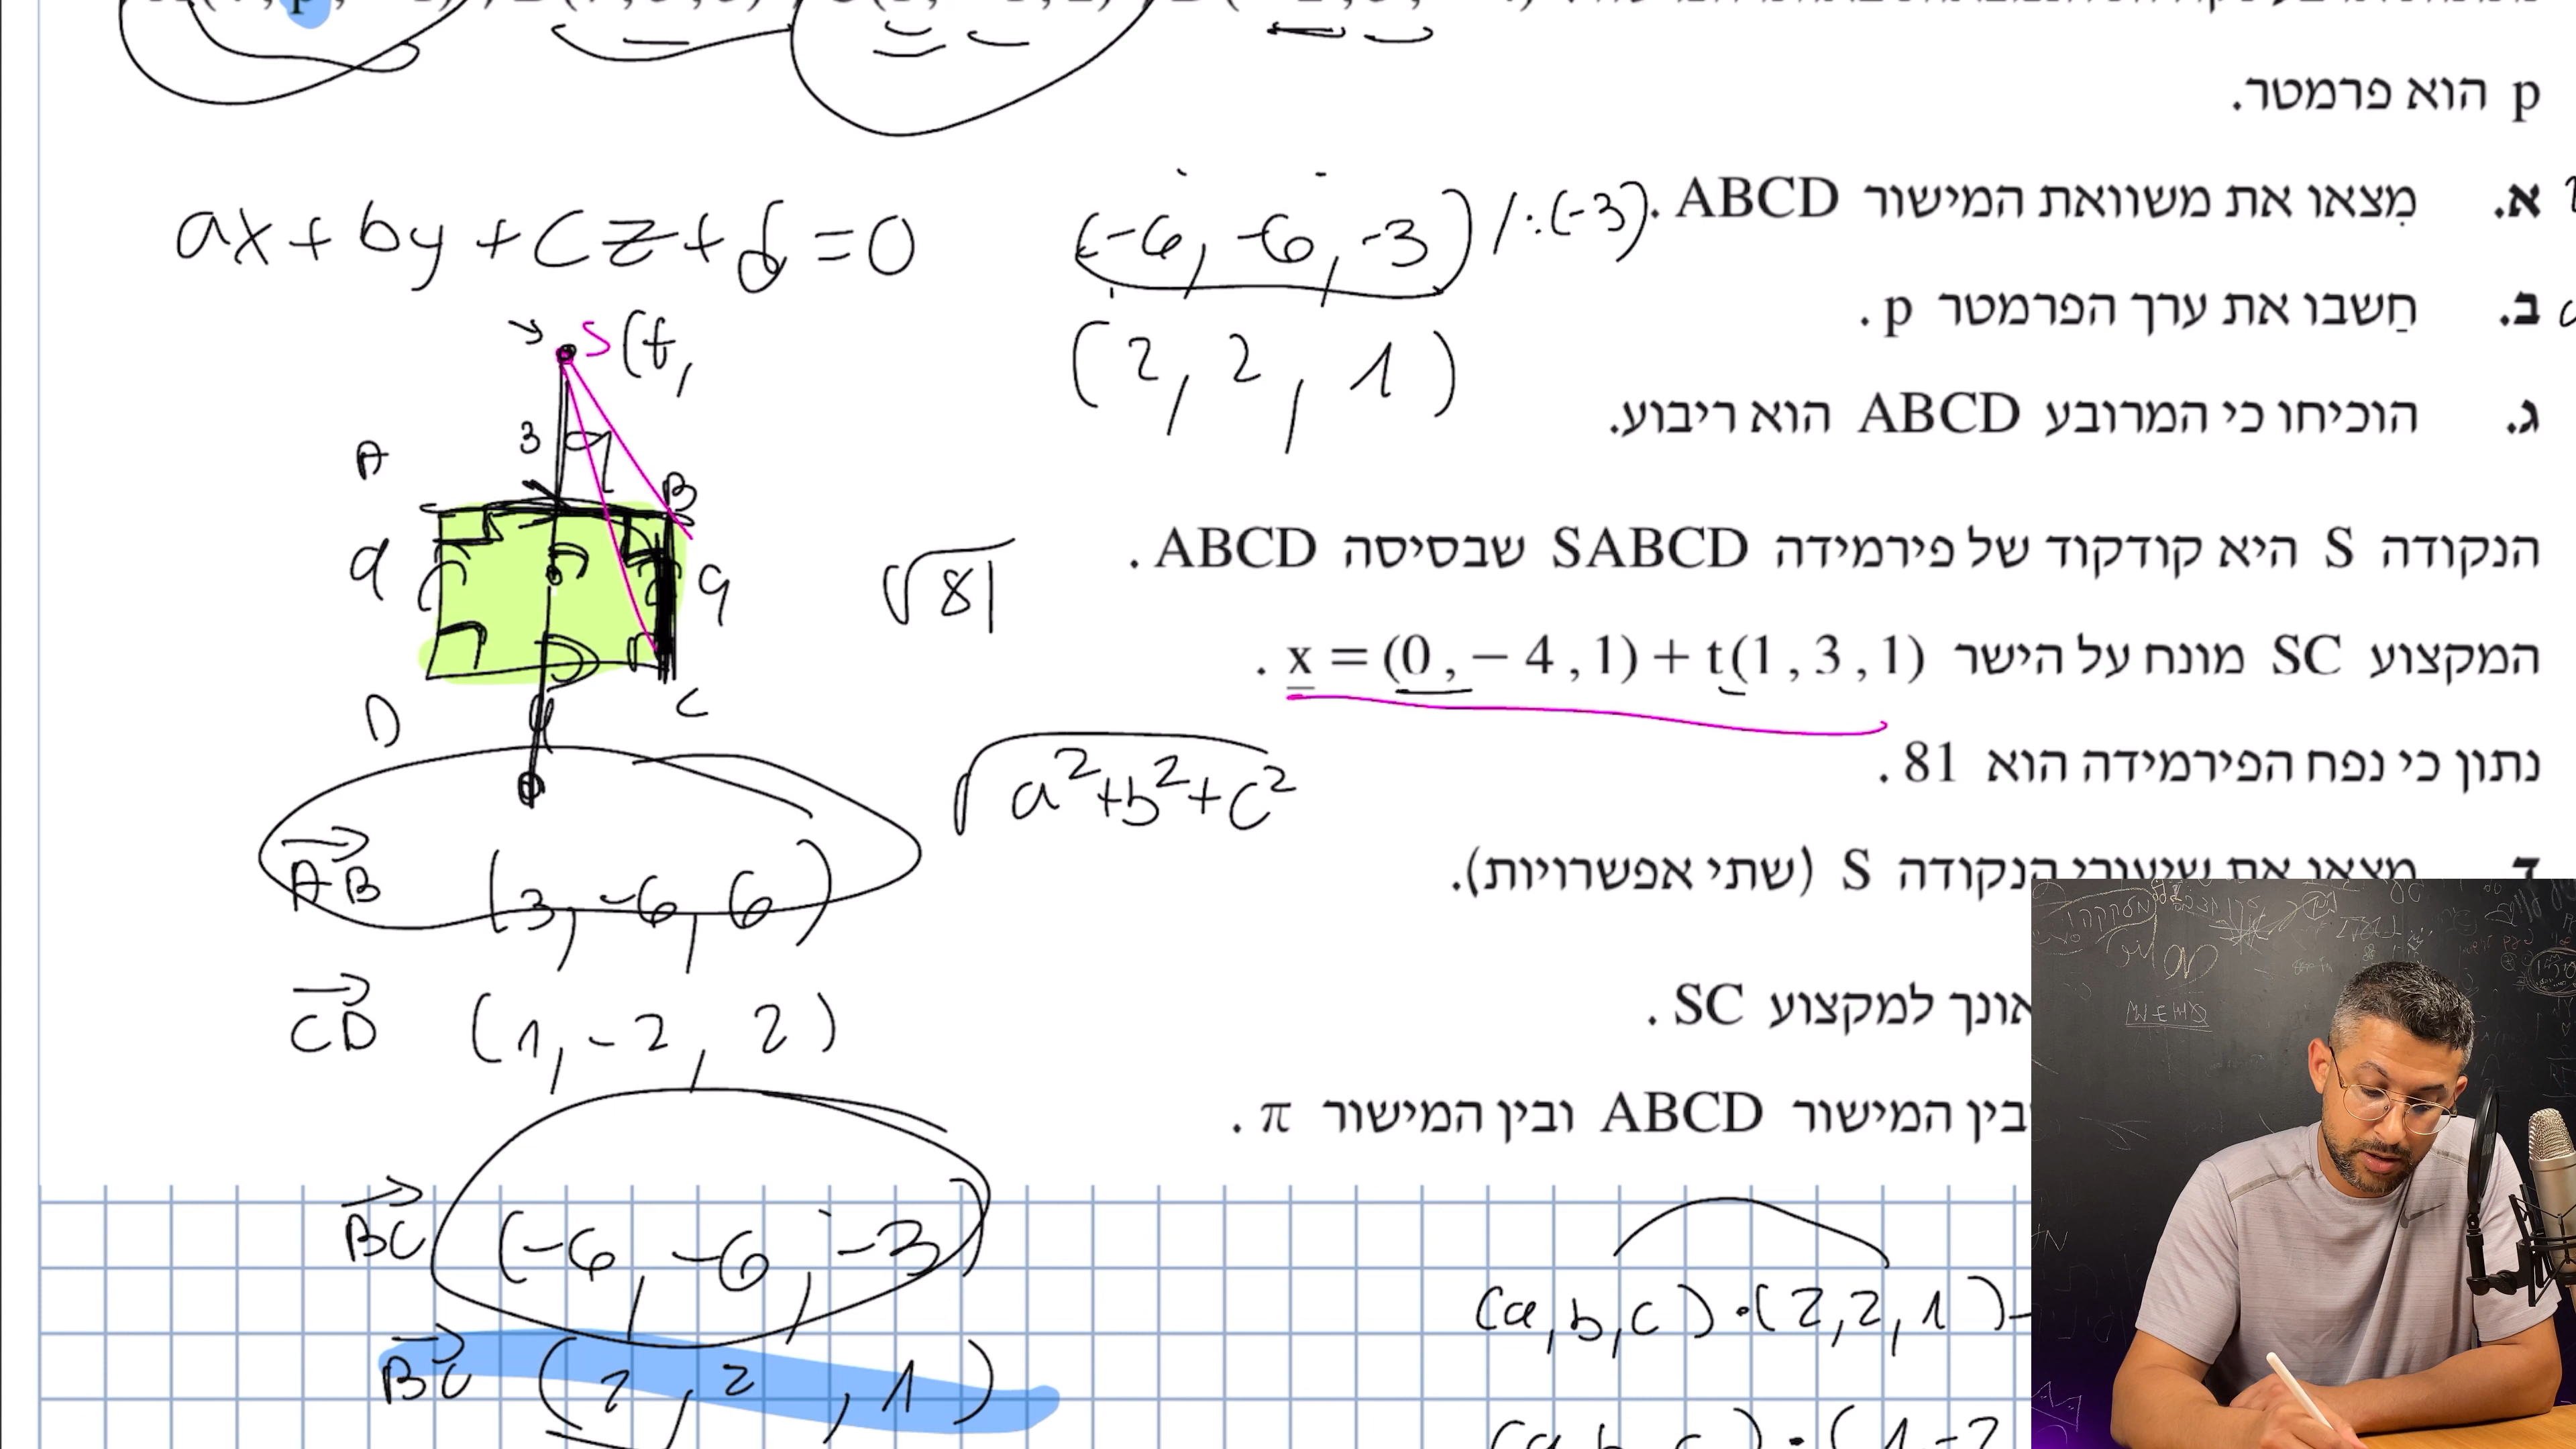 p הוא פרמטר.
א. מִצאו את משוואת המישור ABCD .
ב. חַשבו את ערך הפרמטר p .
ג. הוכיחו כי המרובע ABCD הוא ריבוע.
הנקודה S היא קודקוד של פירמידה SABCD שבסיסה ABCD .
המקצוע SC מונח על הישר x = (0 , − 4 , 1) + t(1 , 3 , 1) .
נתון כי נפח הפירמידה הוא 81 .
מצאו את שיעורי הנקודה S (שתי אפשרויות).
למקצוע SC .
בין המישור ABCD ובין המישור π .
ax + by + cz + d = 0
(-6, -6, -3) /:(-3)
(2, 2, 1)
S (t,
3
A
B
9
√81
D
C
√a²+b²+c²
AB (3, -6, 6)
CD (1, -2, 2)
BC (-6, -6, -3)
BC (2, 2, 1)
(a,b,c)·(2,2,1)